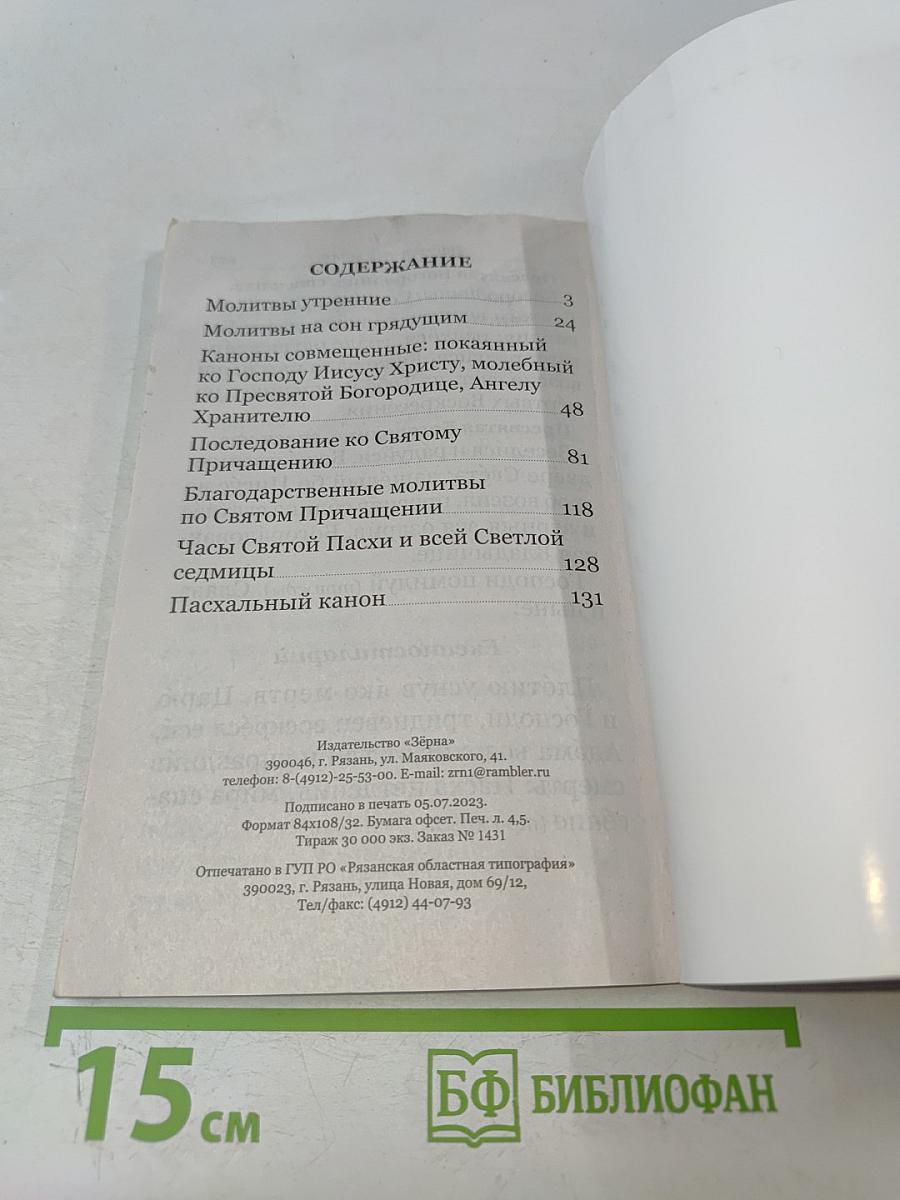 СОДЕРЖАНИЕ
Молитвы утренние 3
Молитвы на сон грядущим 24
Каноны совмещенные: покаянный
ко Господу Иисусу Христу, молебный
ко Пресвятой Богородице, Ангелу
Хранителю 48
Последование ко Святому
Причащению 81
Благодарственные молитвы
по Святом Причащении 118
Часы Святой Пасхи и всей Светлой
седмицы 128
Пасхальный канон 131
Издательство «Зёрна»
390046, г. Рязань, ул. Маяковского, 41.
телефон: 8-(4912)-25-53-00. E-mail: zrn1@rambler.ru
Подписано в печать 05.07.2023.
Формат 84х108/32. Бумага офсет. Печ. л. 4,5.
Тираж 30 000 экз. Заказ № 1431
Отпечатано в ГУП РО «Рязанская областная типография»
390023, г. Рязань, улица Новая, дом 69/12,
Тел/факс: (4912) 44-07-93
15 см
БФ БИБЛИОФАН